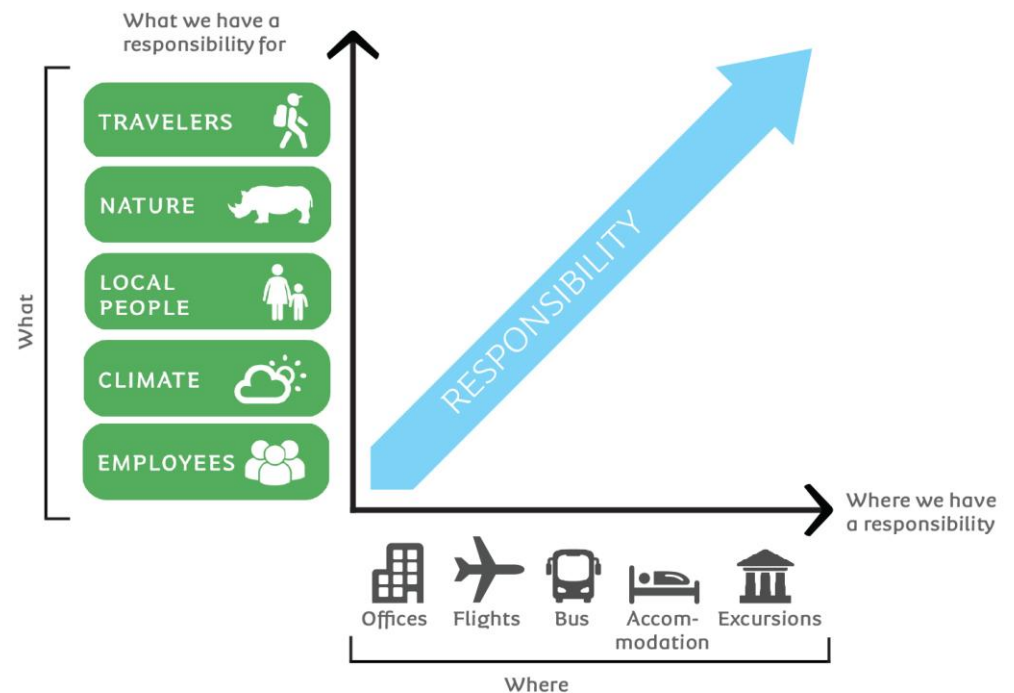 What we have a
responsibility for
What
TRAVELERS
NATURE
LOCAL
PEOPLE
CLIMATE
EMPLOYEES
RESPONSIBILITY
Where we have
a responsibility
Offices
Flights
Bus
Accom-
modation
Excursions
Where